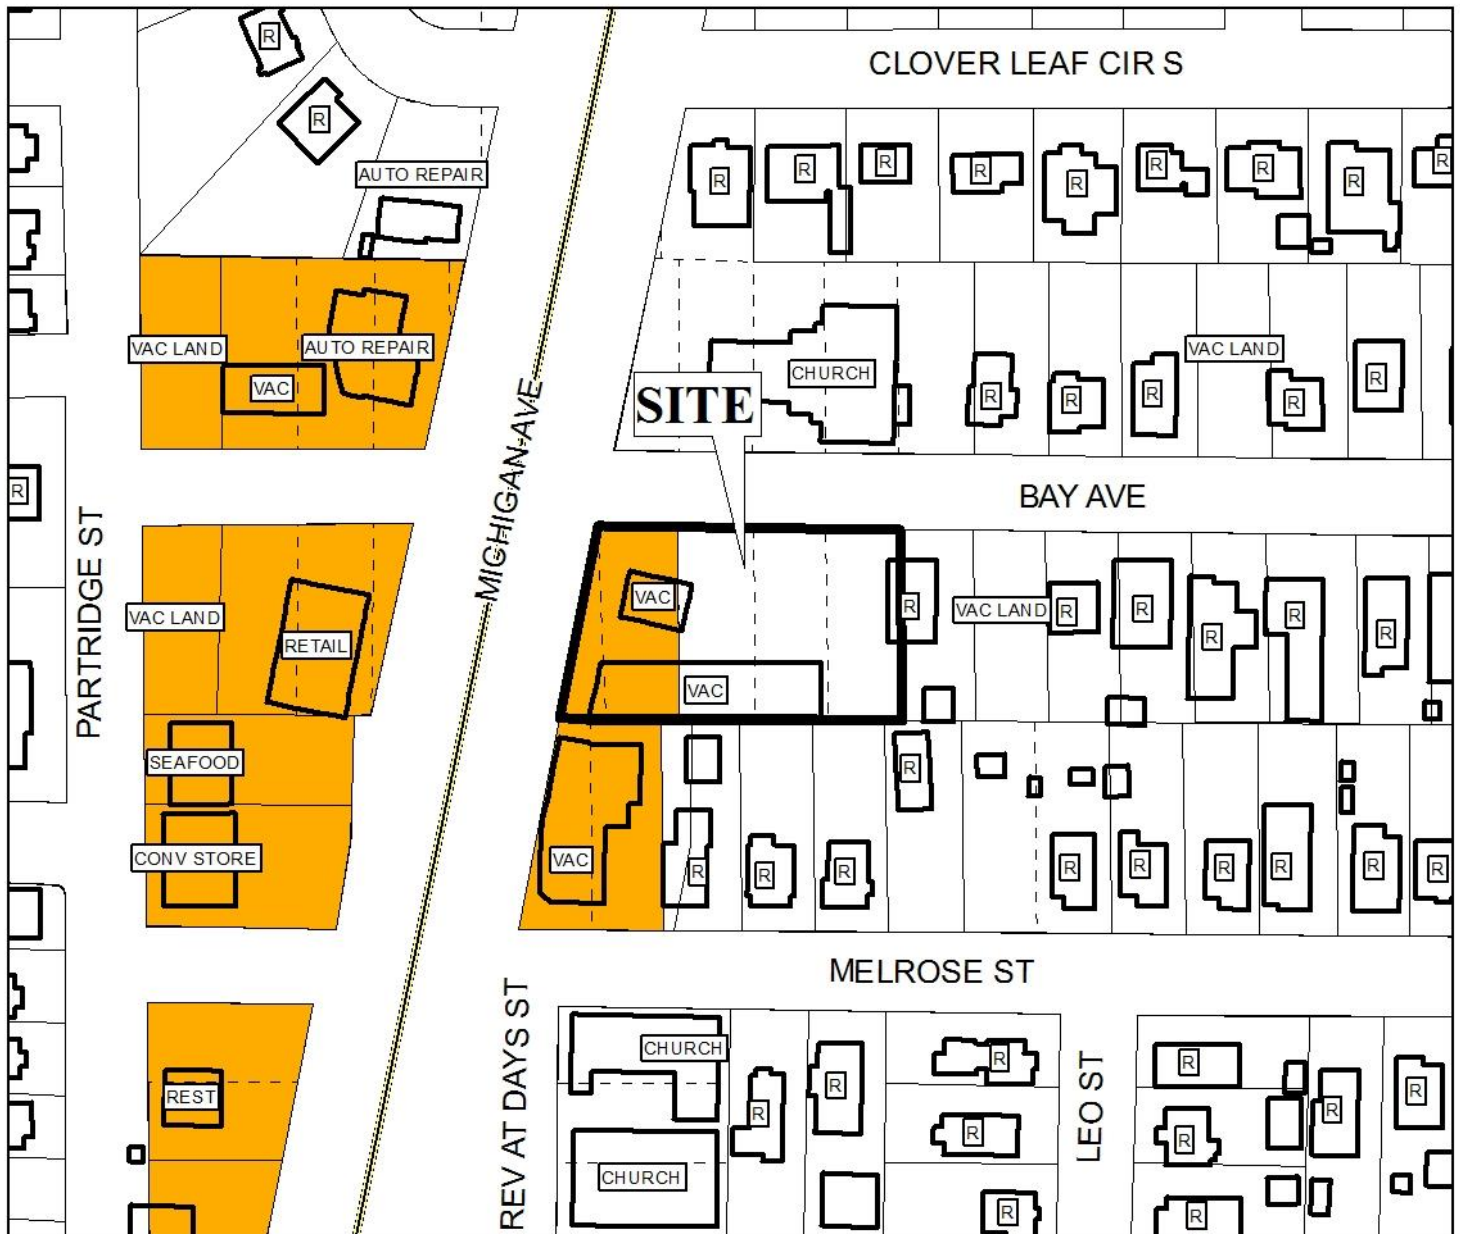 R
CLOVER LEAF CIR S
R
AUTO REPAIR
R
R
R
R
R
R
R
R
R
VAC LAND
AUTO REPAIR
VAC
CHURCH
VAC LAND
R
R
R
R
R
SITE
MICHIGAN AVE
R
BAY AVE
PARTRIDGE ST
VAC LAND
RETAIL
VAC
VAC
R
VAC LAND
R
R
R
R
R
SEAFOOD
CONV STORE
VAC
R
R
R
R
R
R
R
R
R
R
MELROSE ST
REST
REV AT DAYS ST
CHURCH
CHURCH
R
R
R
R
R
LEO ST
R
R
R
R
R